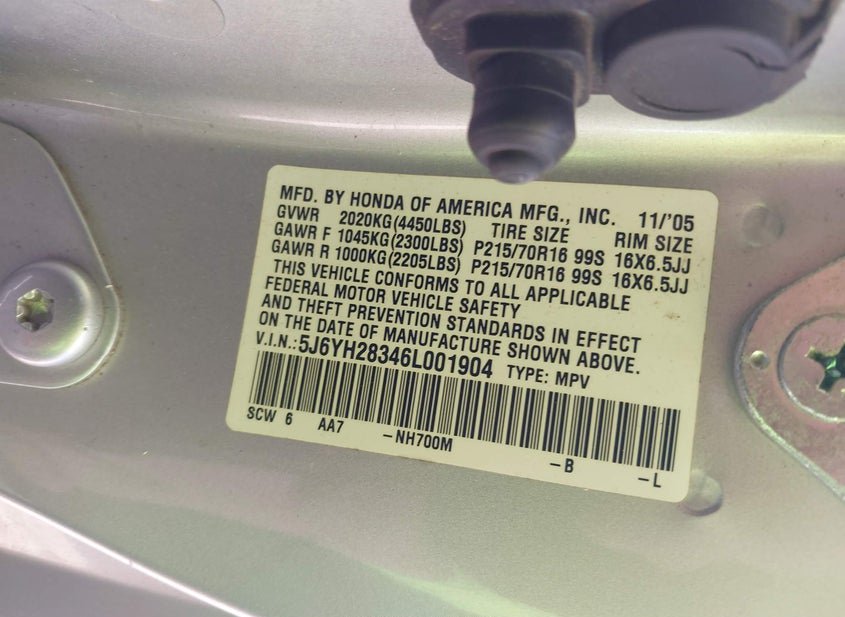 MFD. BY HONDA OF AMERICA MFG., INC. 11/'05
GVWR 2020KG(4450LBS) TIRE SIZE RIM SIZE
GAWR F 1045KG(2300LBS) P215/70R16 99S 16X6.5JJ
GAWR R 1000KG(2205LBS) P215/70R16 99S 16X6.5JJ
THIS VEHICLE CONFORMS TO ALL APPLICABLE
FEDERAL MOTOR VEHICLE SAFETY
AND THEFT PREVENTION STANDARDS IN EFFECT
ON THE DATE OF MANUFACTURE SHOWN ABOVE.
V.I.N.:5J6YH28346L001904 TYPE: MPV
SCW 6 AA7 -NH700M -B -L